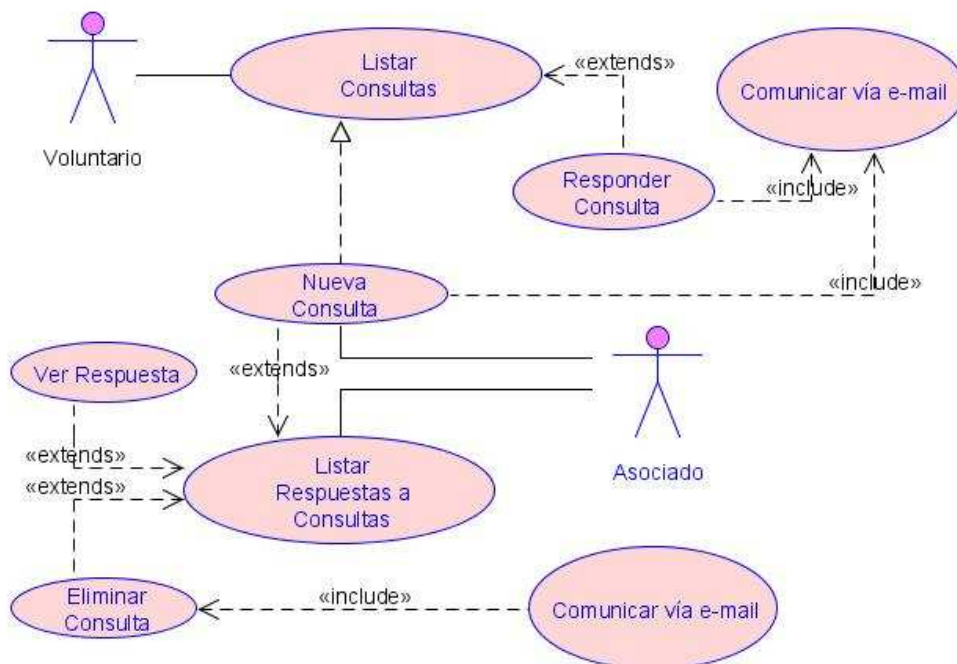 Listar
Consultas
«extends»
Comunicar vía e-mail
Voluntario
Responder
Consulta
«include»
Nueva
Consulta
«include»
Ver Respuesta
«extends»
«extends»
«extends»
Listar
Respuestas a
Consultas
Asociado
Eliminar
Consulta
«include»
Comunicar vía e-mail